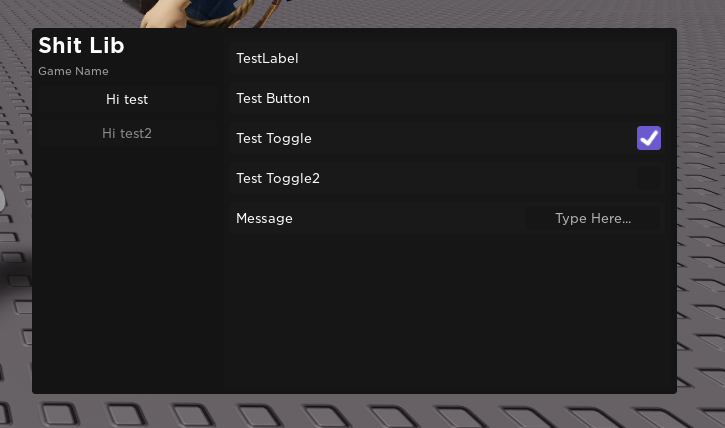 Shit Lib
Game Name
Hi test
Hi test2
TestLabel
Test Button
Test Toggle
Test Toggle2
Message
Type Here...